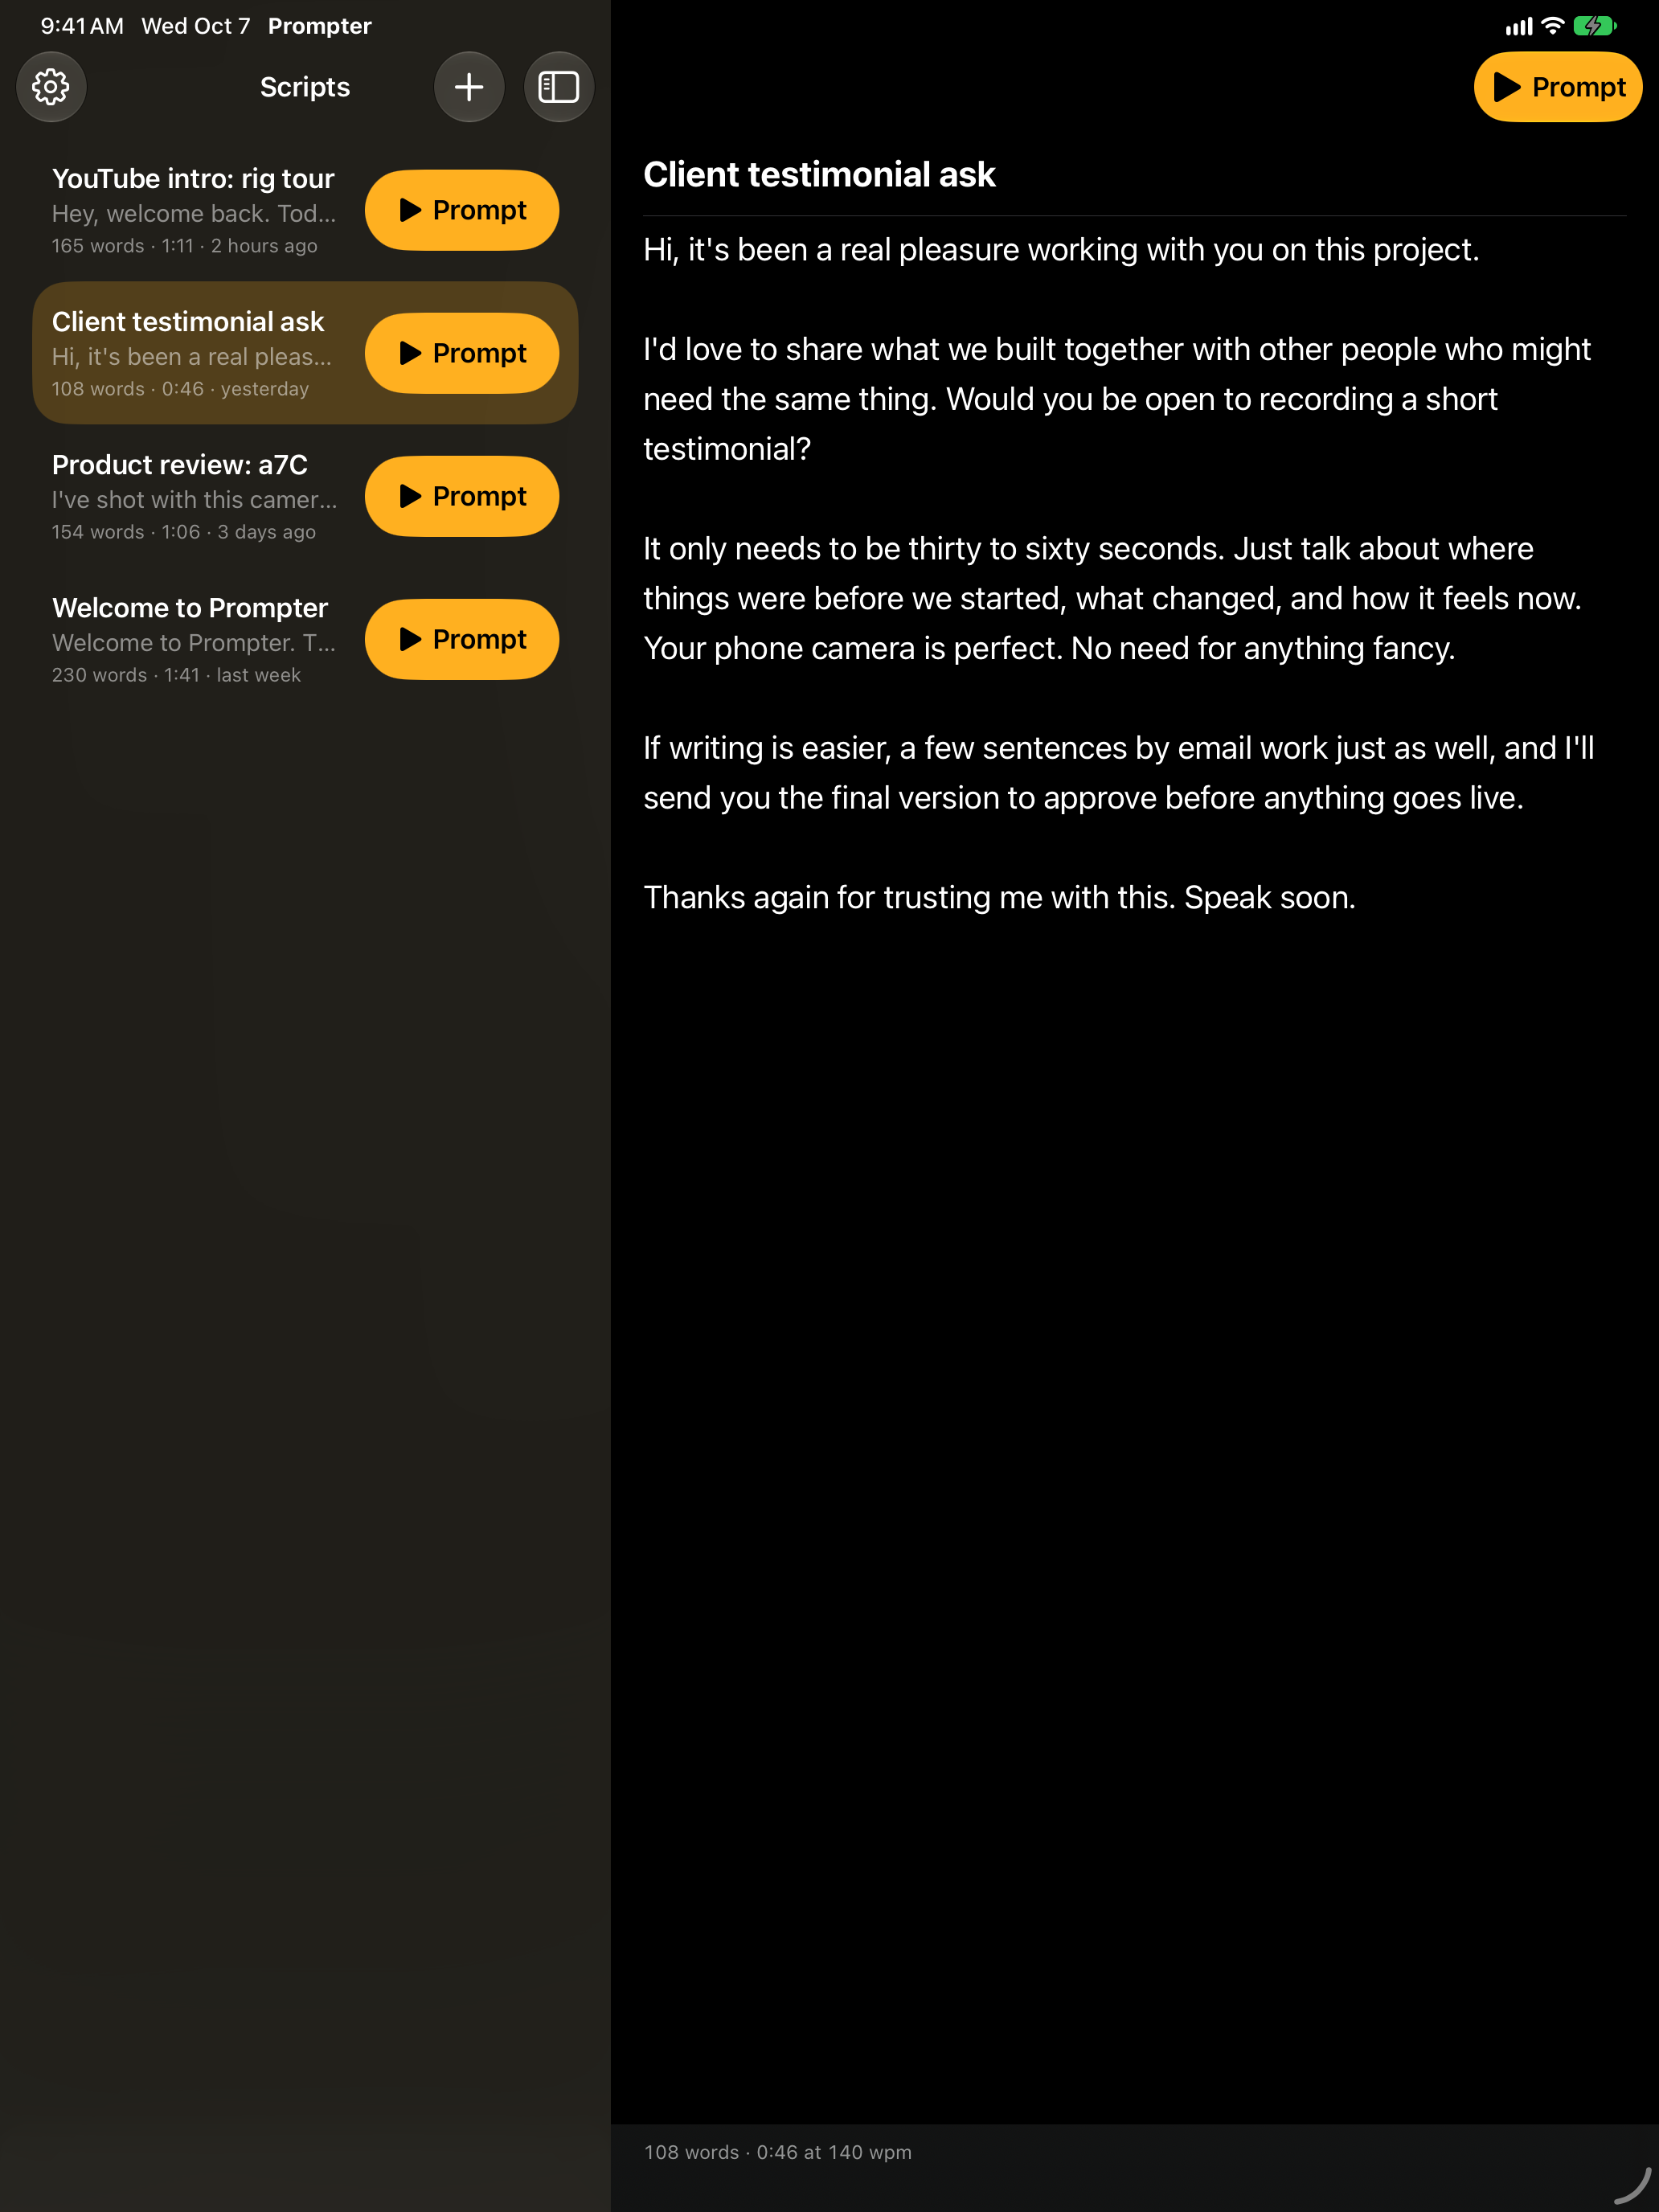 9:41 AM Wed Oct 7 Prompter
Scripts
Prompt
YouTube intro: rig tour
Hey, welcome back. Tod...
165 words · 1:11 · 2 hours ago
Prompt
Client testimonial ask
Hi, it's been a real pleas...
108 words · 0:46 · yesterday
Prompt
Product review: a7C
I've shot with this camer...
154 words · 1:06 · 3 days ago
Prompt
Welcome to Prompter
Welcome to Prompter. T...
230 words · 1:41 · last week
Prompt
Client testimonial ask
Hi, it's been a real pleasure working with you on this project.
I'd love to share what we built together with other people who might
need the same thing. Would you be open to recording a short
testimonial?
It only needs to be thirty to sixty seconds. Just talk about where
things were before we started, what changed, and how it feels now.
Your phone camera is perfect. No need for anything fancy.
If writing is easier, a few sentences by email work just as well, and I'll
send you the final version to approve before anything goes live.
Thanks again for trusting me with this. Speak soon.
108 words · 0:46 at 140 wpm